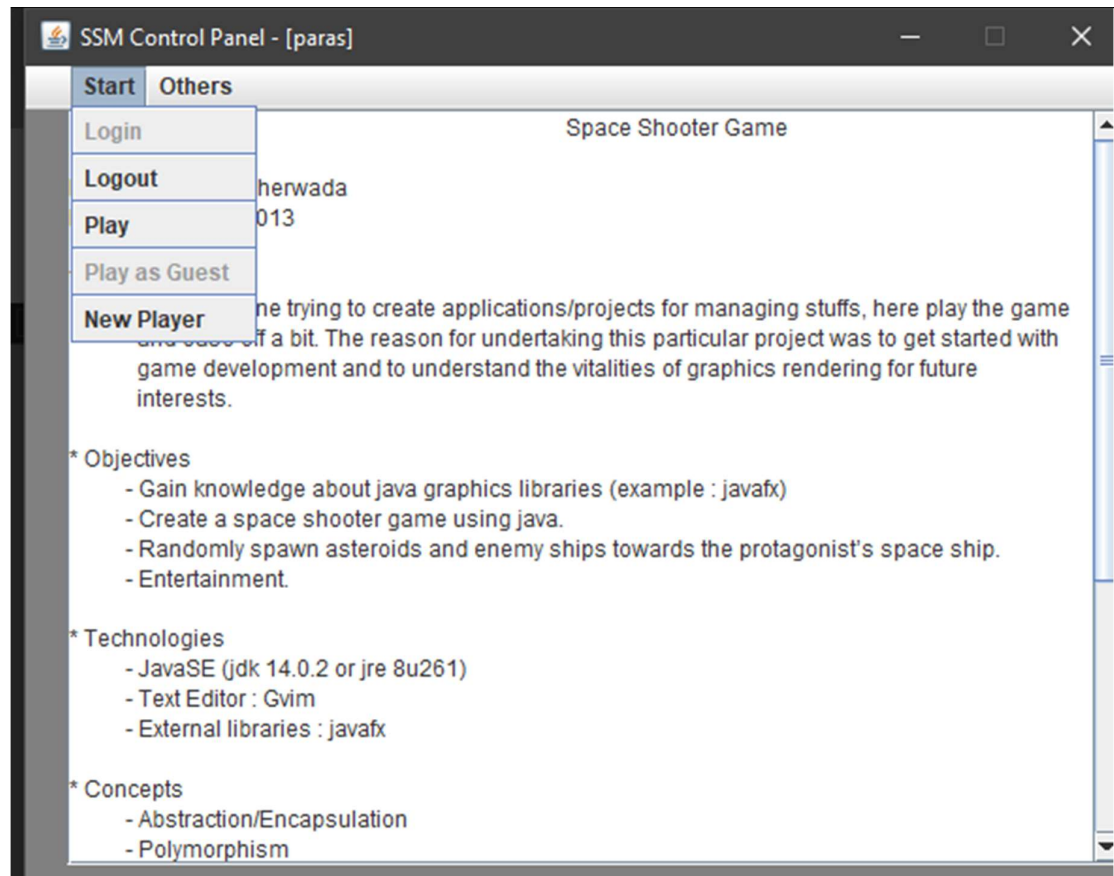 SSM Control Panel - [paras]
Start Others
Login
Logout
Play
Play as Guest
New Player
Space Shooter Game
herwada
013
ne trying to create applications/projects for managing stuffs, here play the game
off a bit. The reason for undertaking this particular project was to get started with
game development and to understand the vitalities of graphics rendering for future
interests.
* Objectives
- Gain knowledge about java graphics libraries (example : javafx)
- Create a space shooter game using java.
- Randomly spawn asteroids and enemy ships towards the protagonist's space ship.
- Entertainment.
* Technologies
- JavaSE (jdk 14.0.2 or jre 8u261)
- Text Editor : Gvim
- External libraries : javafx
* Concepts
- Abstraction/Encapsulation
- Polymorphism